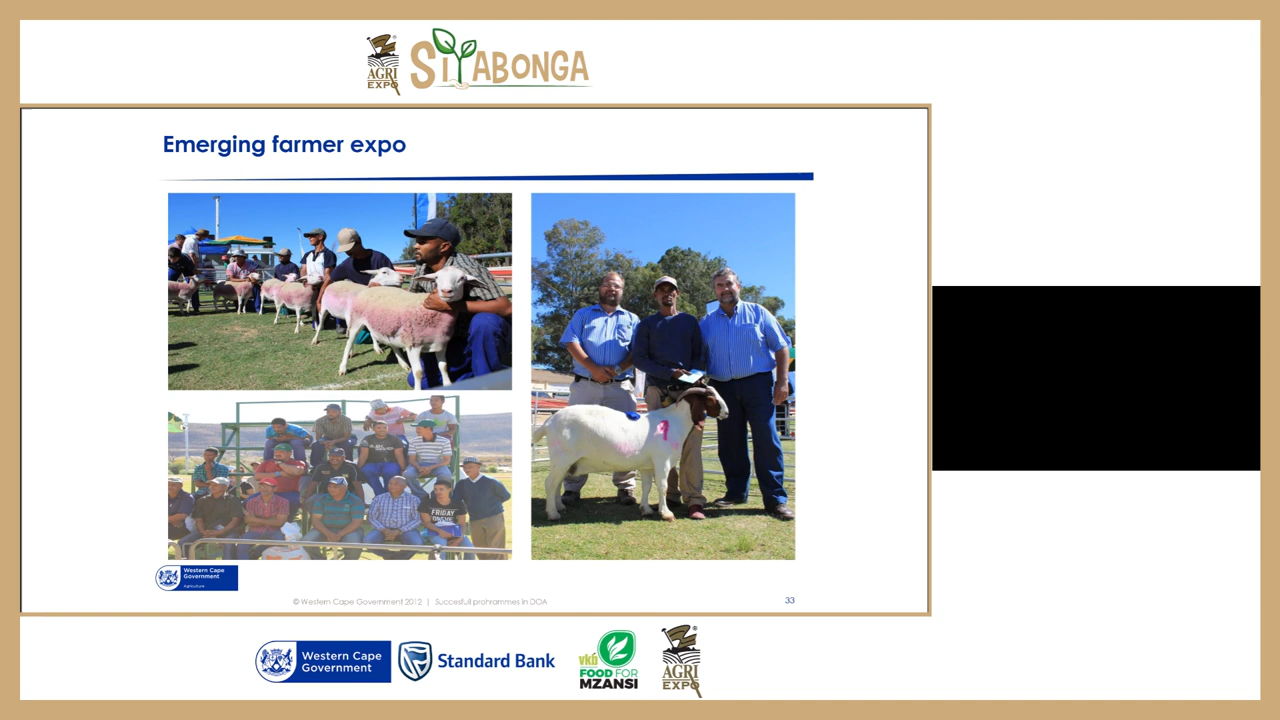 AGRI
EXPO
SIYABONGA
Emerging farmer expo
FRIDAY
Western Cape
Government
Agriculture
© Western Cape Government 2012 | Succesfull prohrammes in DOA
33
Western Cape
Government
Standard Bank
vkb
FOOD FOR
MZANSI
AGRI
EXPO